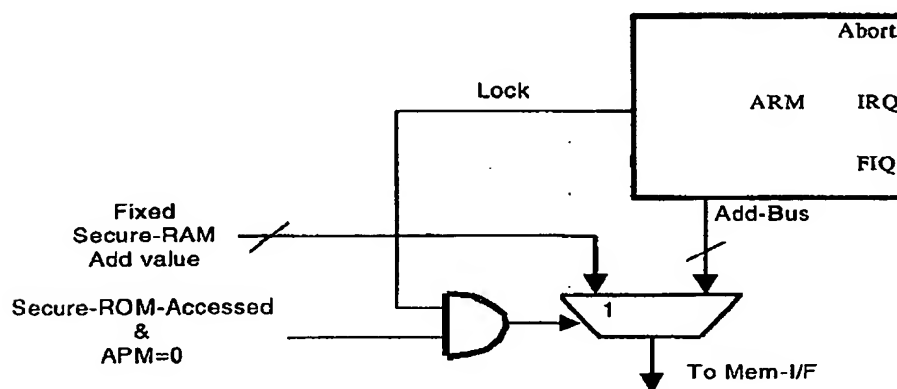 Abort
Lock
ARM
IRQ
FIQ
Fixed
Secure-RAM
Add value
Add-Bus
Secure-ROM-Accessed
&
APM=0
1
To Mem-I/F